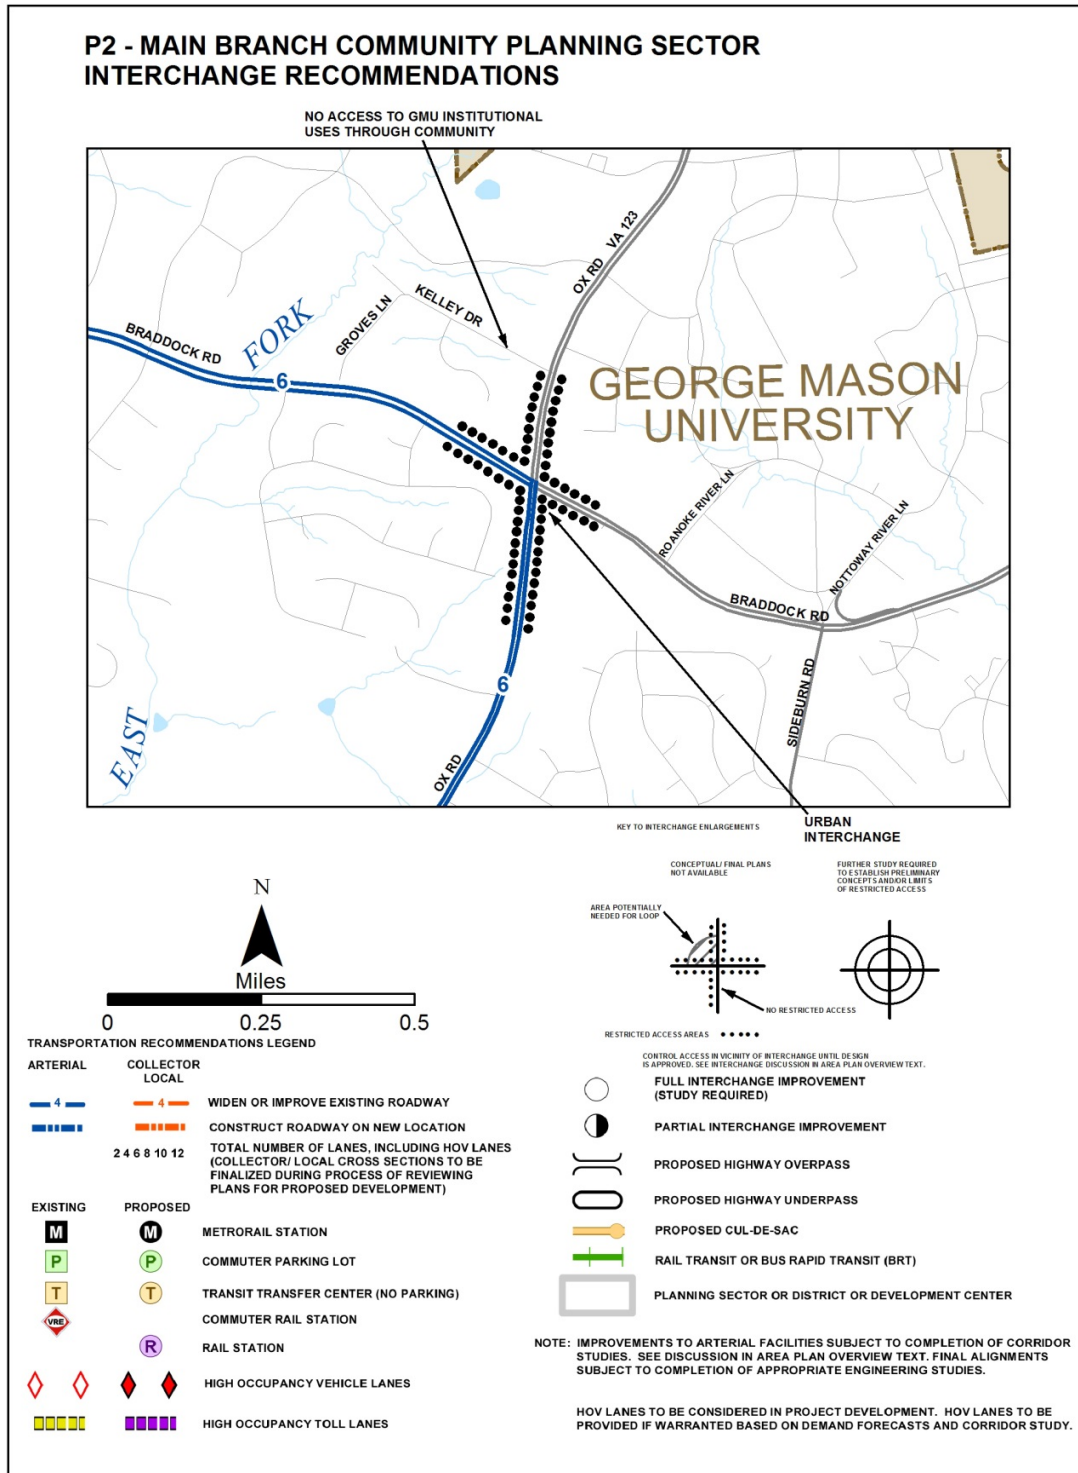 P2 - MAIN BRANCH COMMUNITY PLANNING SECTOR
INTERCHANGE RECOMMENDATIONS
NO ACCESS TO GMU INSTITUTIONAL
USES THROUGH COMMUNITY
OX RD VA 123
KELLEY DR
GROVES LN
BRADDOCK RD
FORK
6
GEORGE MASON
UNIVERSITY
ROANOKE RIVER LN
NOTTOWAY RIVER LN
BRADDOCK RD
SIDEBURN RD
6
EAST
OX RD
URBAN
INTERCHANGE
KEY TO INTERCHANGE ENLARGEMENTS
CONCEPTUAL/ FINAL PLANS
NOT AVAILABLE
FURTHER STUDY REQUIRED
TO ESTABLISH PRELIMINARY
CONCEPTS AND/OR LIMITS
OF RESTRICTED ACCESS
AREA POTENTIALLY
NEEDED FOR LOOP
NO RESTRICTED ACCESS
RESTRICTED ACCESS AREAS
CONTROL ACCESS IN VICINITY OF INTERCHANGE UNTIL DESIGN
IS APPROVED. SEE INTERCHANGE DISCUSSION IN AREA PLAN OVERVIEW TEXT.
N
Miles
0 0.25 0.5
TRANSPORTATION RECOMMENDATIONS LEGEND
ARTERIAL
COLLECTOR
LOCAL
4 4 WIDEN OR IMPROVE EXISTING ROADWAY
CONSTRUCT ROADWAY ON NEW LOCATION
2 4 6 8 10 12
TOTAL NUMBER OF LANES, INCLUDING HOV LANES
(COLLECTOR/ LOCAL CROSS SECTIONS TO BE
FINALIZED DURING PROCESS OF REVIEWING
PLANS FOR PROPOSED DEVELOPMENT)
EXISTING PROPOSED
M M METRORAIL STATION
P P COMMUTER PARKING LOT
T T TRANSIT TRANSFER CENTER (NO PARKING)
VRE COMMUTER RAIL STATION
R RAIL STATION
HIGH OCCUPANCY VEHICLE LANES
HIGH OCCUPANCY TOLL LANES
FULL INTERCHANGE IMPROVEMENT
(STUDY REQUIRED)
PARTIAL INTERCHANGE IMPROVEMENT
PROPOSED HIGHWAY OVERPASS
PROPOSED HIGHWAY UNDERPASS
PROPOSED CUL-DE-SAC
RAIL TRANSIT OR BUS RAPID TRANSIT (BRT)
PLANNING SECTOR OR DISTRICT OR DEVELOPMENT CENTER
NOTE: IMPROVEMENTS TO ARTERIAL FACILITIES SUBJECT TO COMPLETION OF CORRIDOR
STUDIES. SEE DISCUSSION IN AREA PLAN OVERVIEW TEXT. FINAL ALIGNMENTS
SUBJECT TO COMPLETION OF APPROPRIATE ENGINEERING STUDIES.
HOV LANES TO BE CONSIDERED IN PROJECT DEVELOPMENT. HOV LANES TO BE
PROVIDED IF WARRANTED BASED ON DEMAND FORECASTS AND CORRIDOR STUDY.